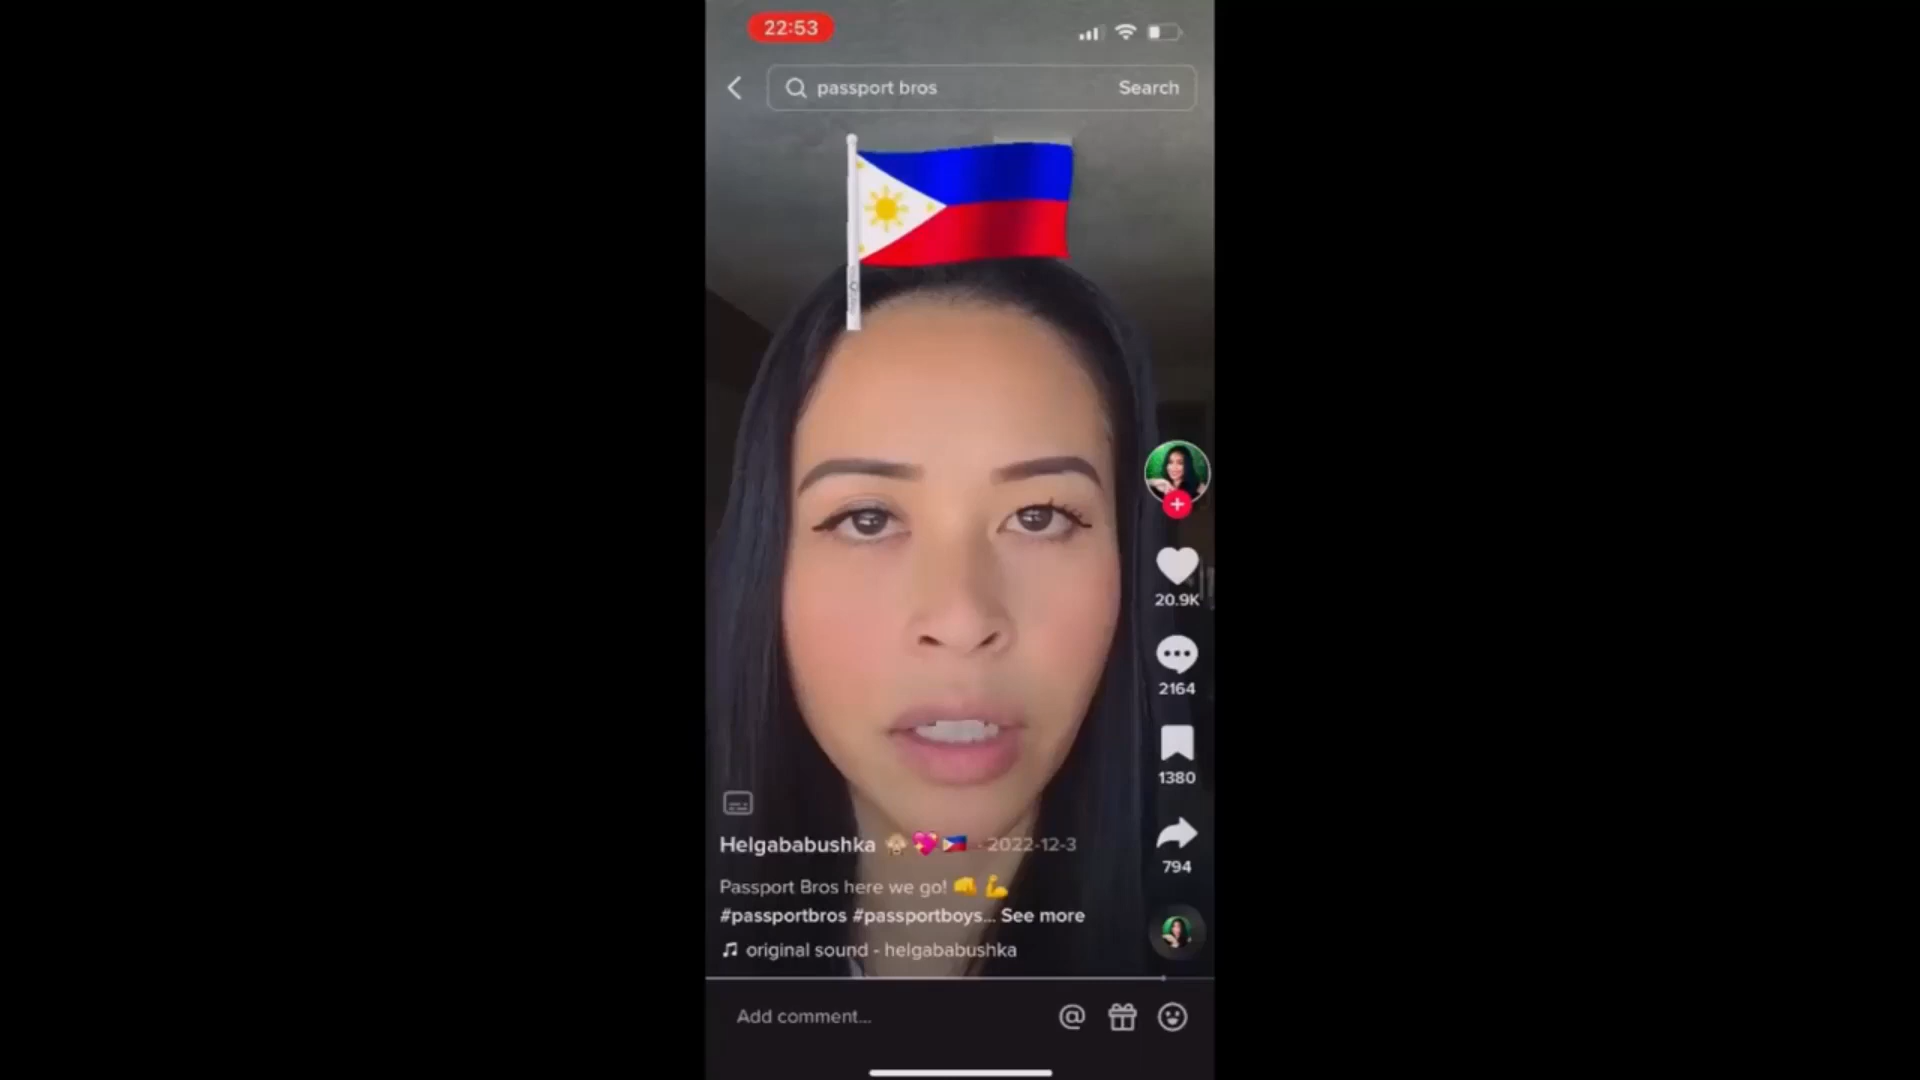 22:53
passport bros
Search
20.9K
2164
1380
794
Helgababushka 🙈💖🇵🇭 · 2022-12-3
Passport Bros here we go! 👊💪
#passportbros #passportboys... See more
original sound - helgababushka
Add comment...
@